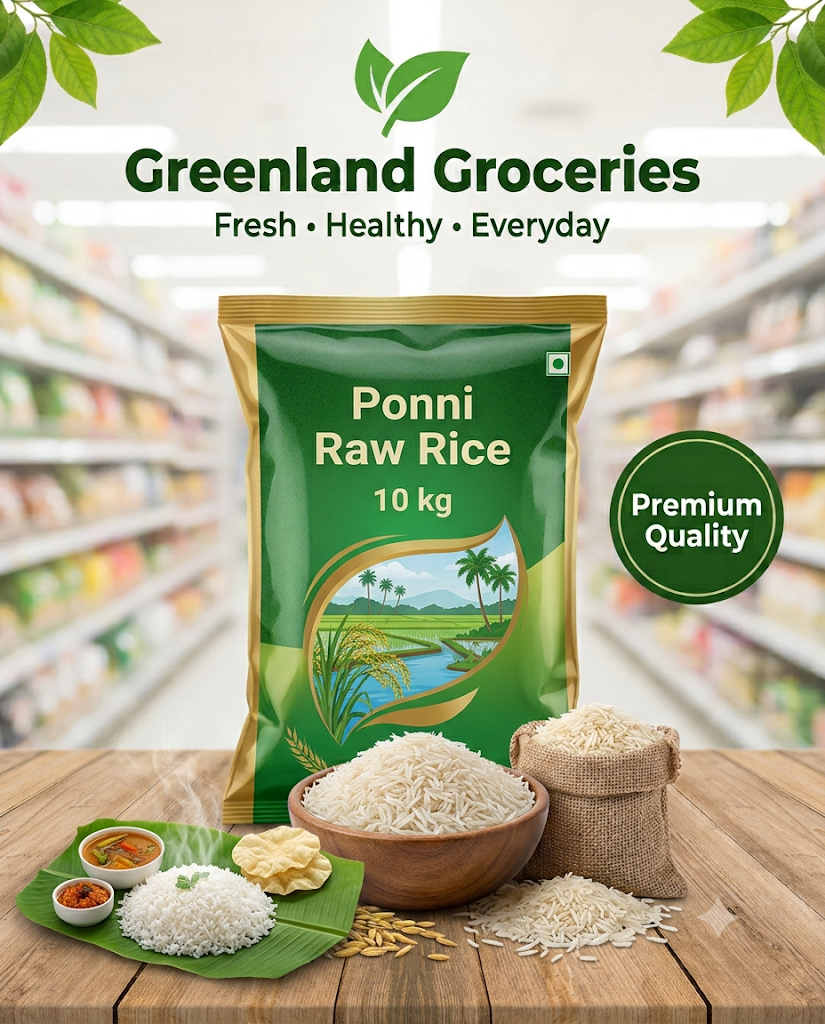 Greenland Groceries
Fresh • Healthy • Everyday
Ponni
Raw Rice
10 kg
Premium
Quality